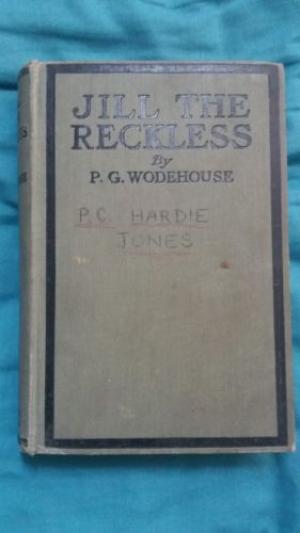 JILL THE
RECKLESS
By
P. G. WODEHOUSE
P.C. HARDIE
JONES